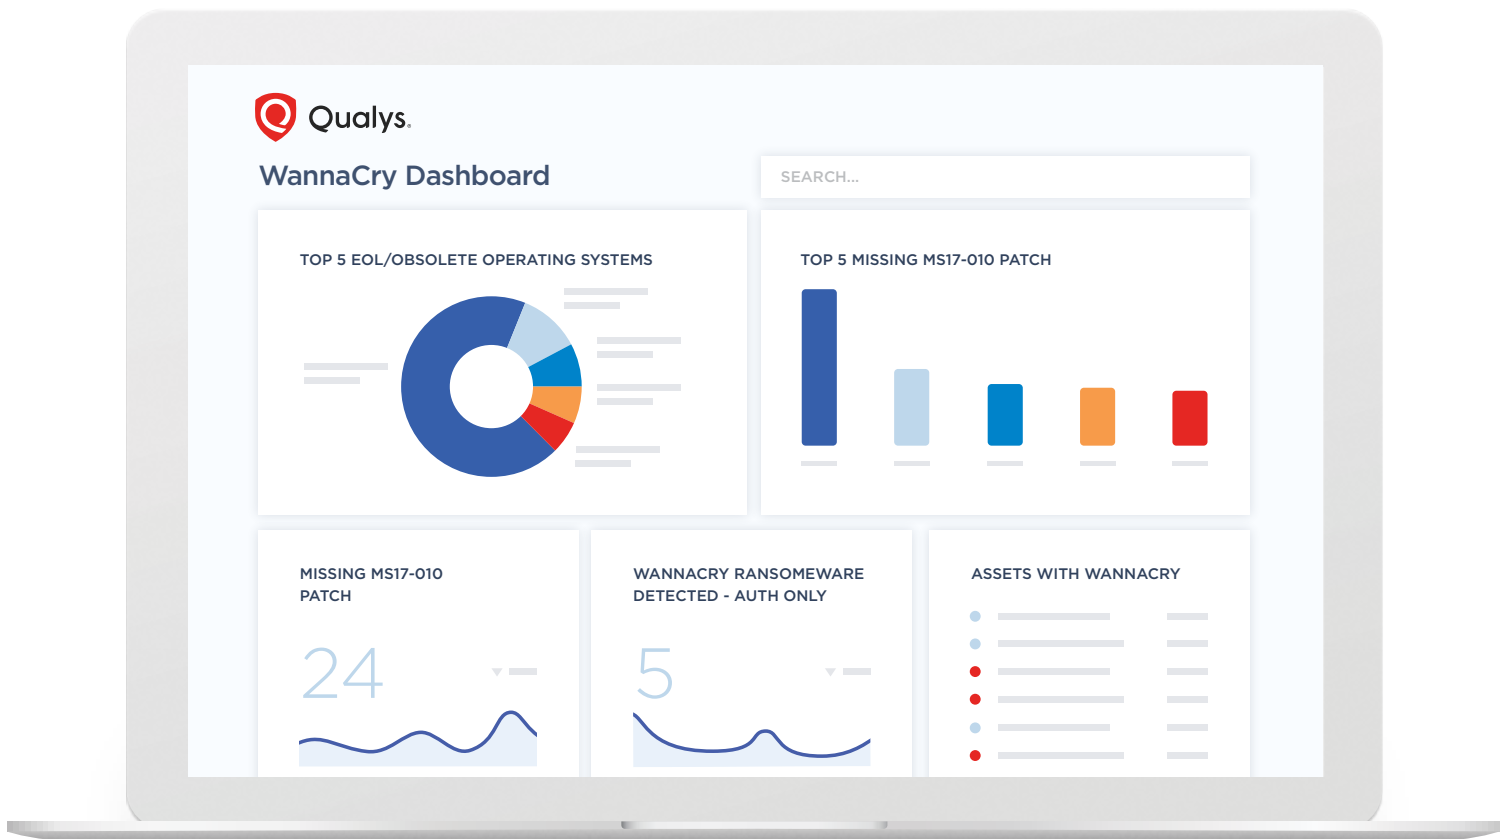 Qualys.
WannaCry Dashboard
SEARCH...
TOP 5 EOL/OBSOLETE OPERATING SYSTEMS
TOP 5 MISSING MS17-010 PATCH
MISSING MS17-010
PATCH
24
WANNACRY RANSOMEWARE
DETECTED - AUTH ONLY
5
ASSETS WITH WANNACRY